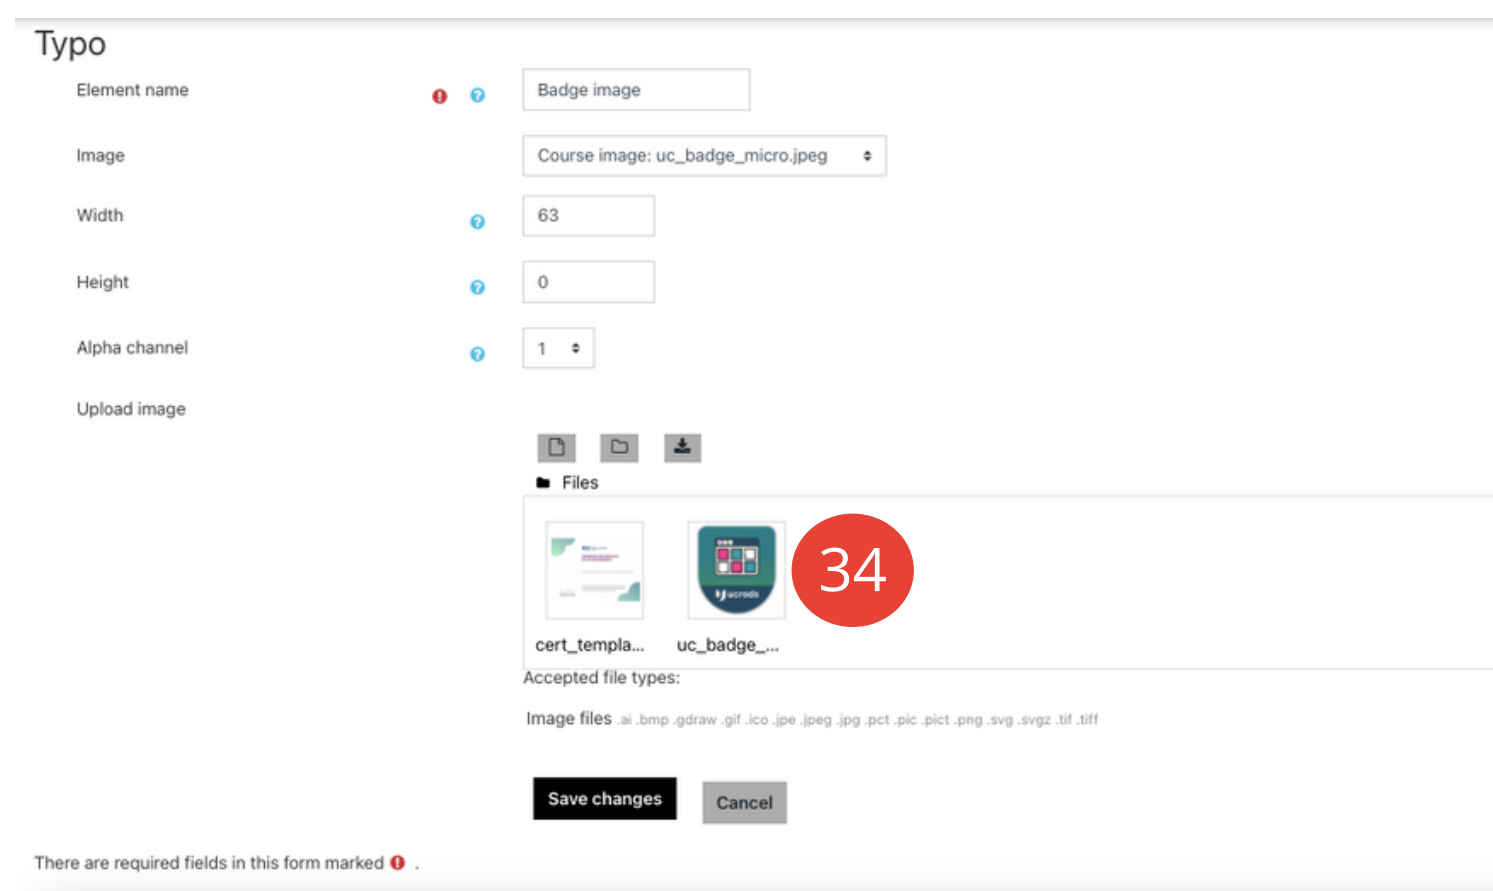 Typo
Element name
Badge image
Image
Course image: uc_badge_micro.jpeg
Width
63
Height
0
Alpha channel
1
Upload image
Files
ucreds
34
cert_templa...
uc_badge_...
Accepted file types:
Image files .ai .bmp .gdraw .gif .ico .jpe .jpeg .jpg .pct .pic .pict .png .svg .svgz .tif .tiff
Save changes
Cancel
There are required fields in this form marked .